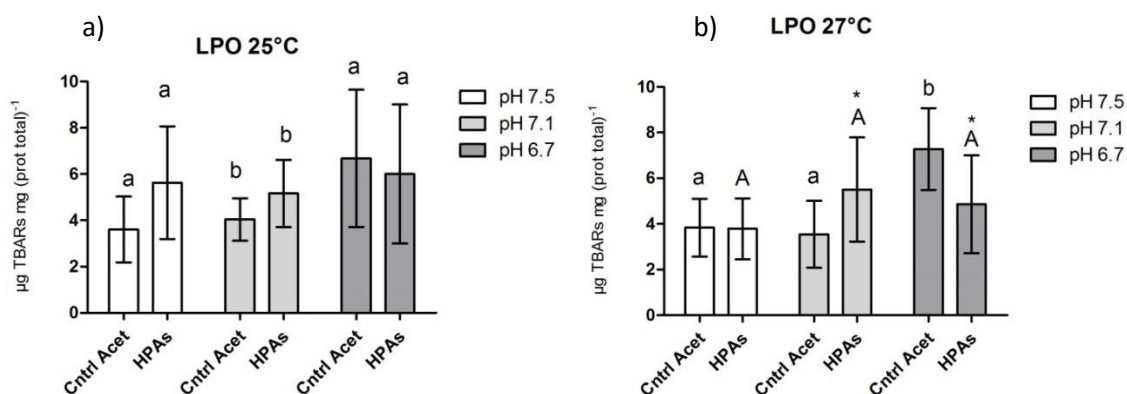 a)
LPO 25°C
µg TBARs mg (prot total)⁻¹
10
8
6
4
2
0
a
a
b
b
a
a
Cntrl Acet
HPAs
Cntrl Acet
HPAs
Cntrl Acet
HPAs
pH 7.5
pH 7.1
pH 6.7
b)
LPO 27°C
µg TBARs mg (prot total)⁻¹
10
8
6
4
2
0
a
A
a
*
A
b
*
A
Cntrl Acet
HPAs
Cntrl Acet
HPAs
Cntrl Acet
HPAs
pH 7.5
pH 7.1
pH 6.7